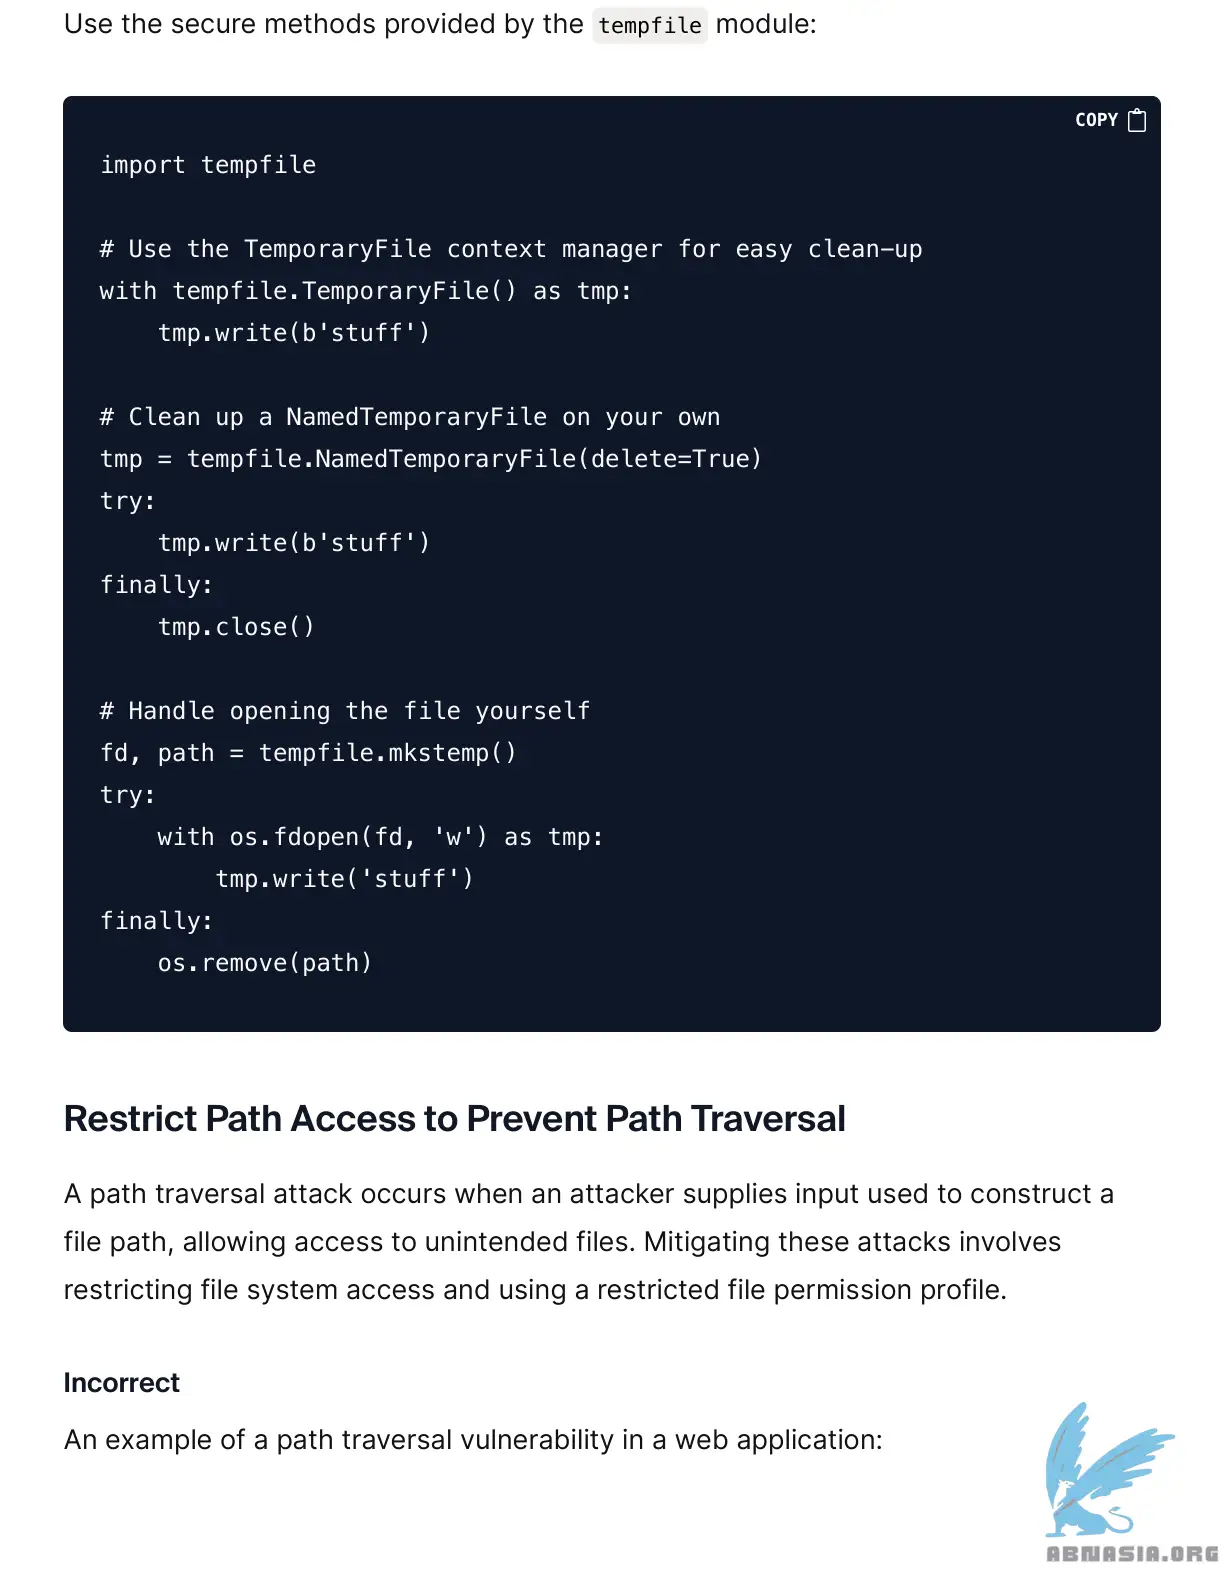 Use the secure methods provided by the tempfile module:
COPY
import tempfile
# Use the TemporaryFile context manager for easy clean-up
with tempfile.TemporaryFile() as tmp:
    tmp.write(b'stuff')
# Clean up a NamedTemporaryFile on your own
tmp = tempfile.NamedTemporaryFile(delete=True)
try:
    tmp.write(b'stuff')
finally:
    tmp.close()
# Handle opening the file yourself
fd, path = tempfile.mkstemp()
try:
    with os.fdopen(fd, 'w') as tmp:
        tmp.write('stuff')
finally:
    os.remove(path)
Restrict Path Access to Prevent Path Traversal
A path traversal attack occurs when an attacker supplies input used to construct a
file path, allowing access to unintended files. Mitigating these attacks involves
restricting file system access and using a restricted file permission profile.
Incorrect
An example of a path traversal vulnerability in a web application:
ABNASIA.ORG